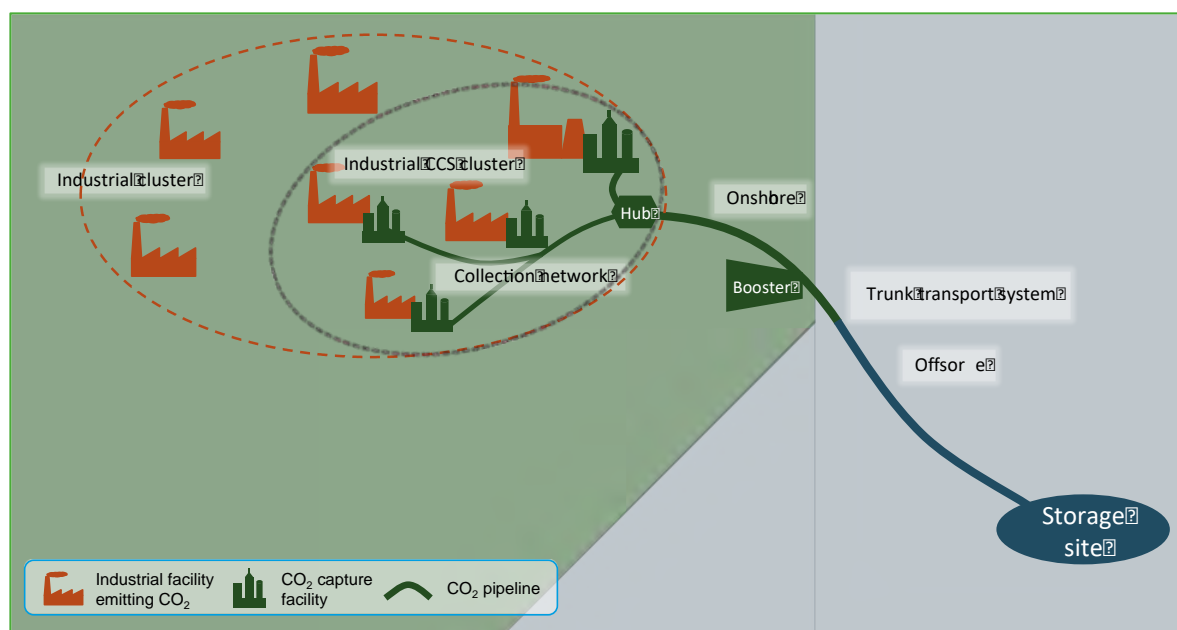 Industrial⍰cluster⍰
Industrial⍰CCS⍰cluster⍰
Hub⍰
Onshore⍰
Collection⍰network⍰
Booster⍰
Trunk⍰transport⍰system⍰
Offsor e⍰
Storage⍰
site⍰
Industrial facility
emitting CO₂
CO₂ capture
facility
CO₂ pipeline